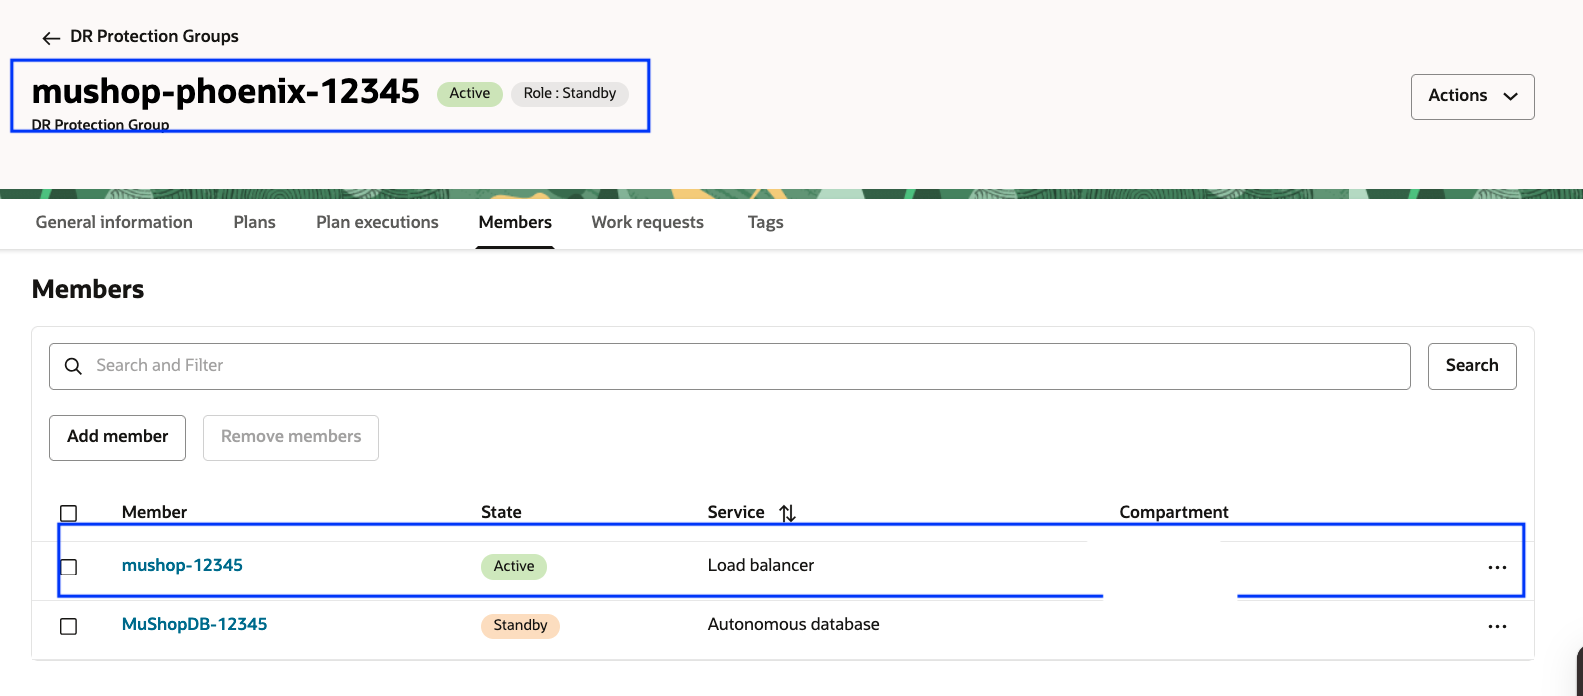 DR Protection Groups
mushop-phoenix-12345 Active Role : Standby
DR Protection Group
Actions
General information Plans Plan executions Members Work requests Tags
Members
Search and Filter Search
Add member Remove members
Member State Service Compartment
mushop-12345 Active Load balancer
MuShopDB-12345 Standby Autonomous database